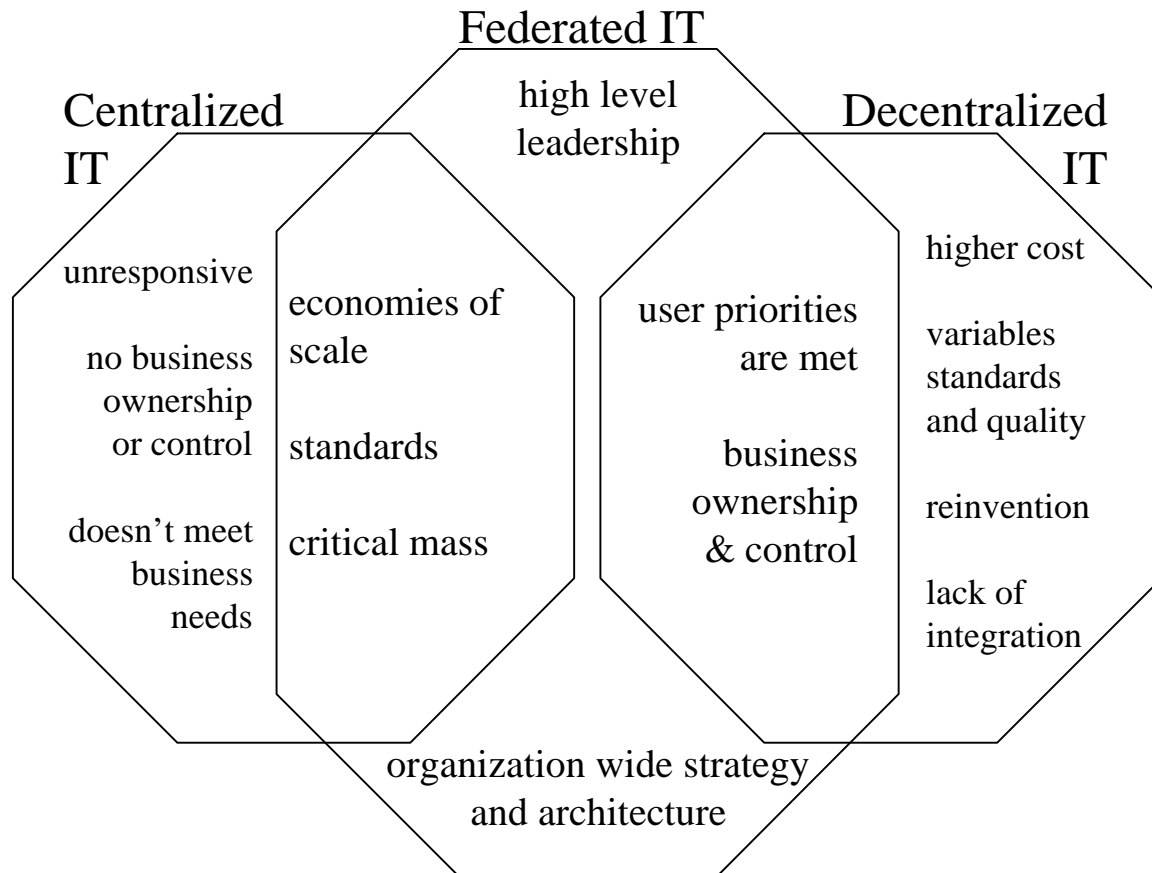 Federated IT
high level
leadership
Centralized
IT
unresponsive
no business
ownership
or control
doesn’t meet
business
needs
economies of
scale
standards
critical mass
user priorities
are met
business
ownership
& control
Decentralized
IT
higher cost
variables
standards
and quality
reinvention
lack of
integration
organization wide strategy
and architecture